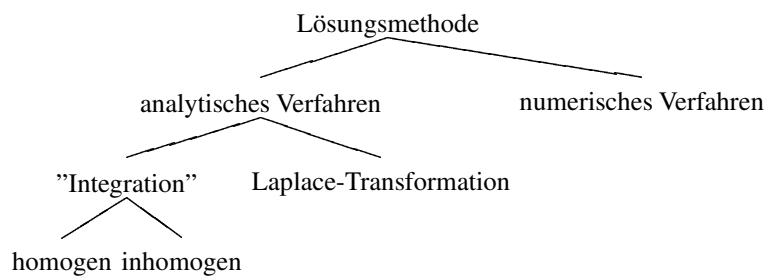 Lösungsmethode
analytisches Verfahren numerisches Verfahren
”Integration” Laplace-Transformation
homogen inhomogen